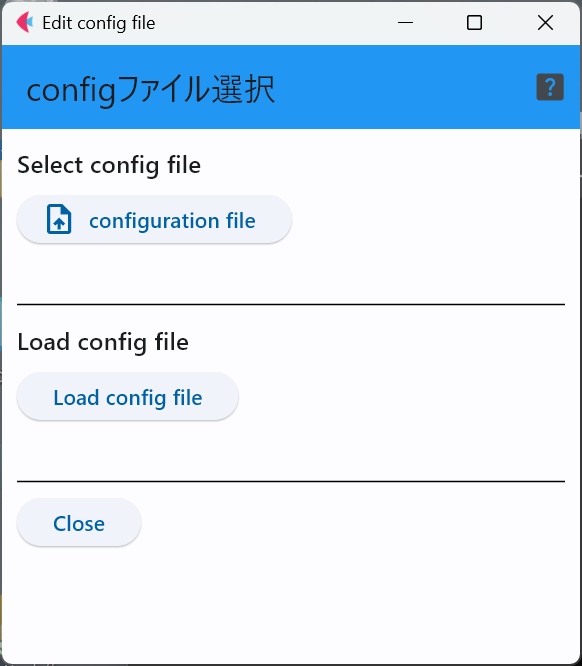 Edit config file
configファイル選択
?
Select config file
configuration file
Load config file
Load config file
Close